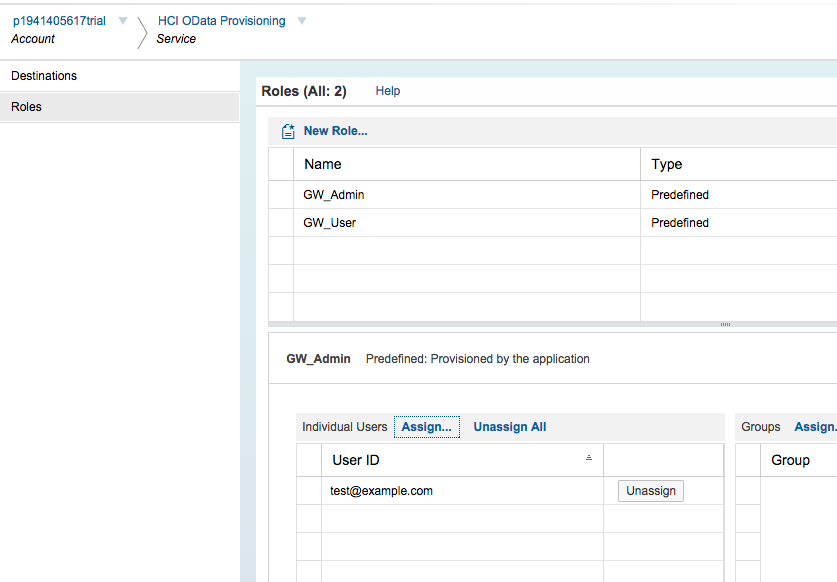 p1941405617trial HCI OData Provisioning
Account Service
Destinations
Roles
Roles (All: 2) Help
New Role...
Name Type
GW_Admin Predefined
GW_User Predefined
GW_Admin Predefined: Provisioned by the application
Individual Users Assign... Unassign All Groups Assign.
User ID Group
test@example.com Unassign